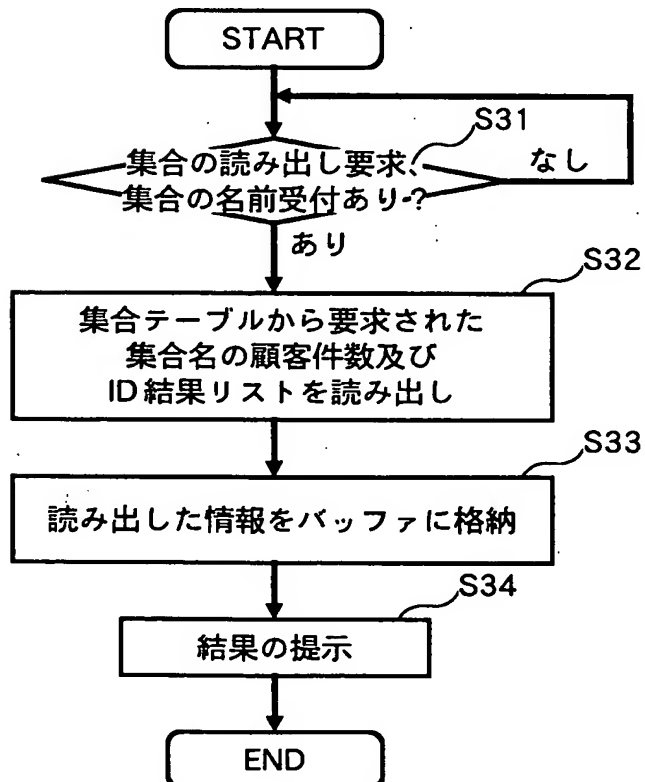 START
S31
集合の読み出し要求、
集合の名前受付あり?
なし
あり
S32
集合テーブルから要求された
集合名の顧客件数及び
ID結果リストを読み出し
S33
読み出した情報をバッファに格納
S34
結果の提示
END